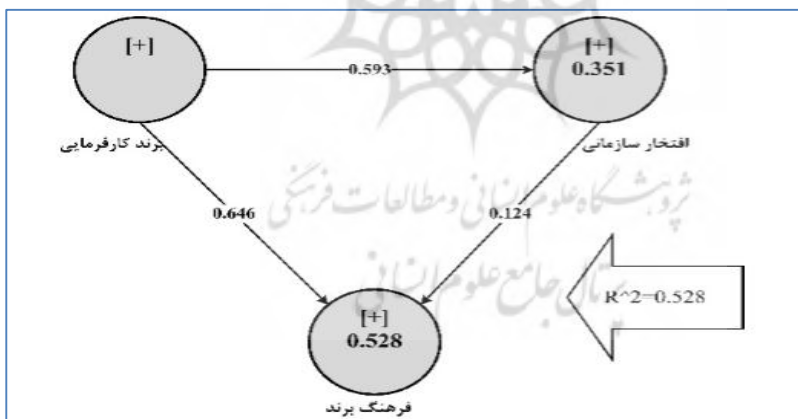 [+]
[+]
0.351
0.593
برند کارفرمایی
افتخار سازمانی
پژوهشگاه علوم انسانی و مطالعات فرهنگی
0.646
0.124
پرتال جامع علوم انسانی
R^2=0.528
[+]
0.528
فرهنگ برند